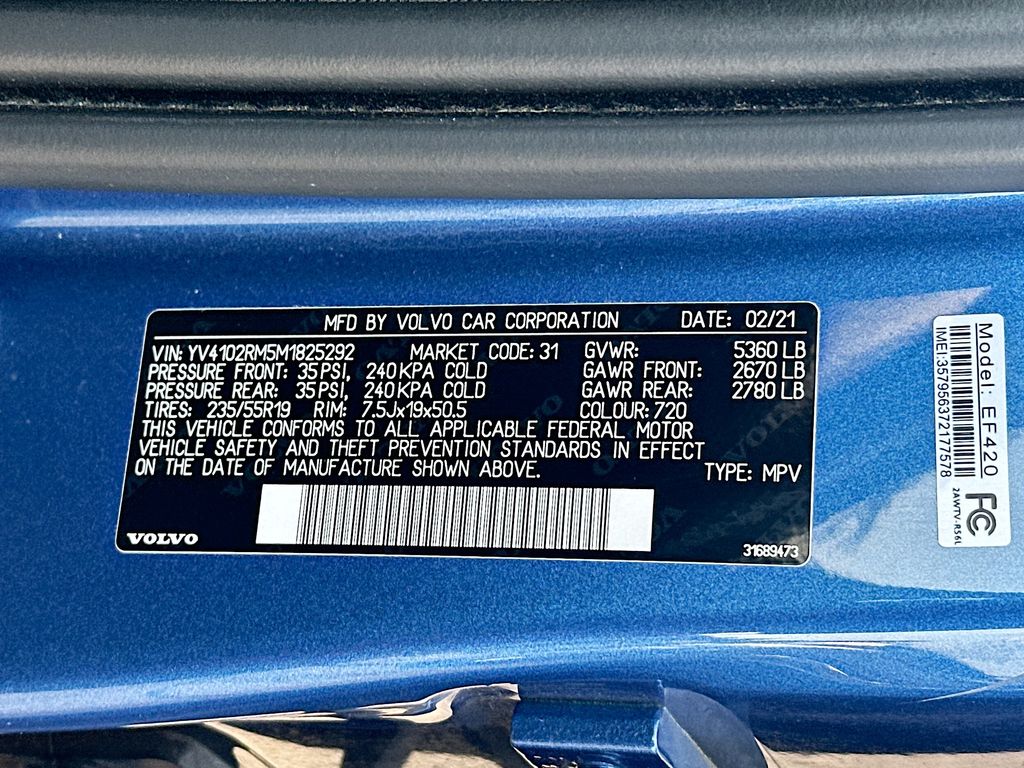 MFD BY VOLVO CAR CORPORATION DATE: 02/21
VIN: YV4102RM5M1825292 MARKET CODE: 31 GVWR: 5360 LB
PRESSURE FRONT: 35 PSI, 240 KPA COLD GAWR FRONT: 2670 LB
PRESSURE REAR: 35 PSI, 240 KPA COLD GAWR REAR: 2780 LB
TIRES: 235/55R19 RIM: 7.5Jx19x50.5 COLOUR: 720
THIS VEHICLE CONFORMS TO ALL APPLICABLE FEDERAL MOTOR
VEHICLE SAFETY AND THEFT PREVENTION STANDARDS IN EFFECT
ON THE DATE OF MANUFACTURE SHOWN ABOVE. TYPE: MPV
VOLVO
31689473
Model: EF420
IMEI:357956372177578
FC
2AWTV-R56L